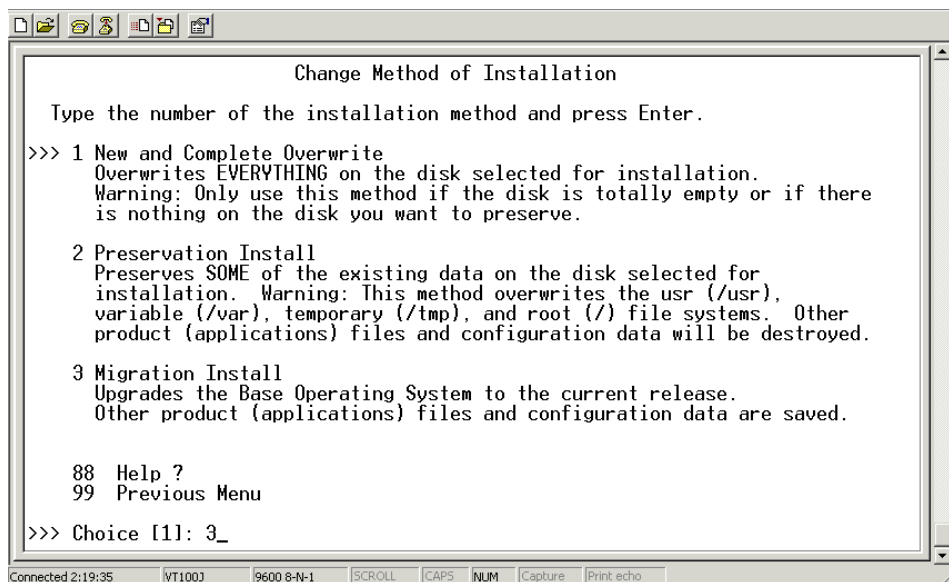 Change Method of Installation
Type the number of the installation method and press Enter.
>>> 1 New and Complete Overwrite
Overwrites EVERYTHING on the disk selected for installation.
Warning: Only use this method if the disk is totally empty or if there
is nothing on the disk you want to preserve.
2 Preservation Install
Preserves SOME of the existing data on the disk selected for
installation.  Warning: This method overwrites the usr (/usr),
variable (/var), temporary (/tmp), and root (/) file systems.  Other
product (applications) files and configuration data will be destroyed.
3 Migration Install
Upgrades the Base Operating System to the current release.
Other product (applications) files and configuration data are saved.
88  Help ?
99  Previous Menu
>>> Choice [1]: 3_
Connected 2:19:35 VT100J 9600 8-N-1 SCROLL CAPS NUM Capture Print echo